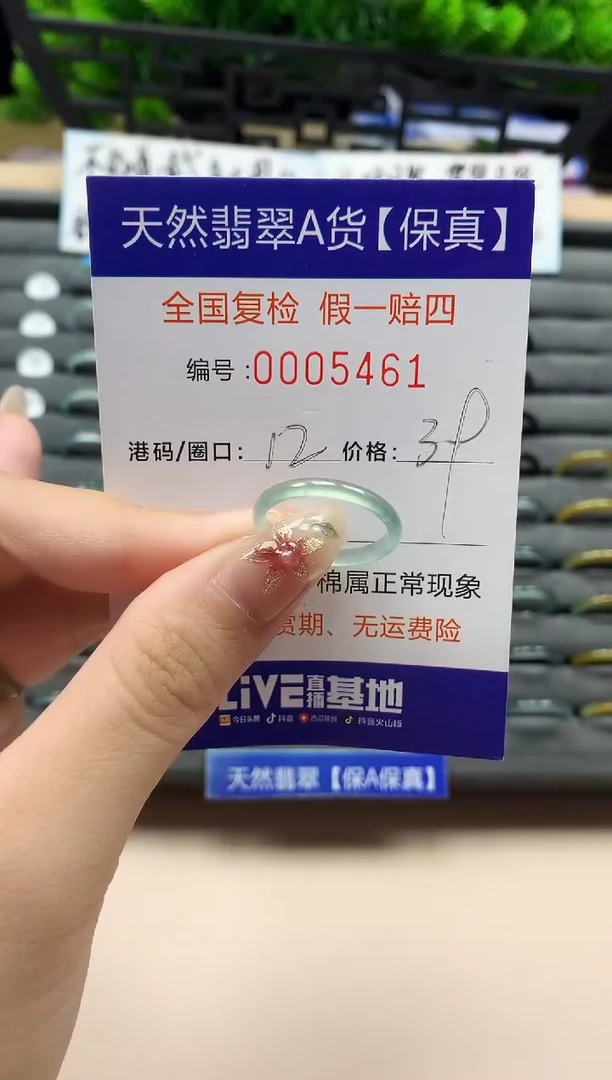 天然翡翠A货【保真】
全国复检 假一赔四
编号:0005461
港码/圈口: 12 价格:
棉属正常现象
赏期、无运费险
LiVE直播基地
今日头条 抖音 西瓜视频 抖音火山版
天然翡翠【保A保真】